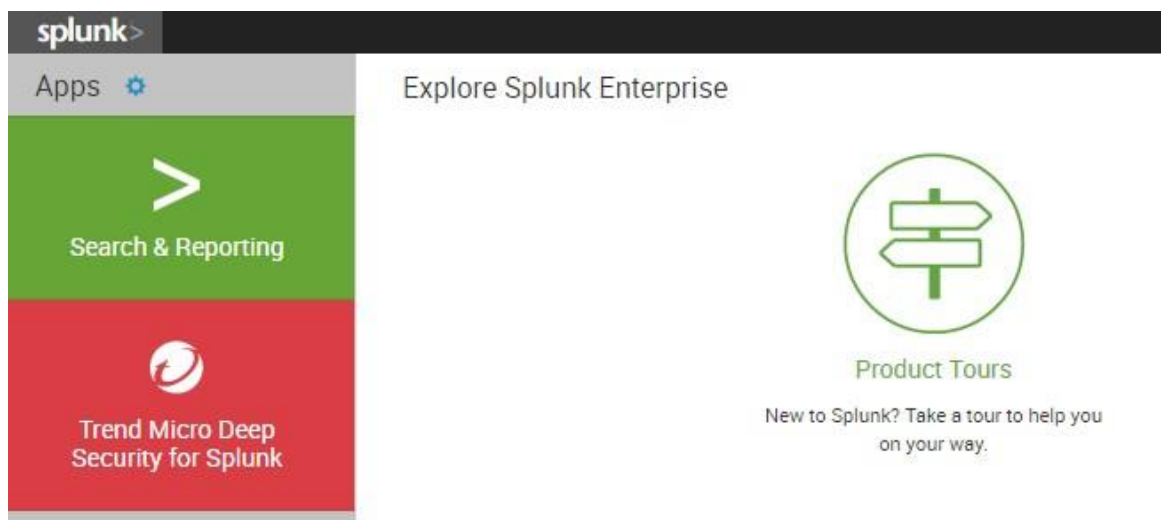 splunk>
Apps
Explore Splunk Enterprise
>
Search & Reporting
Trend Micro Deep
Security for Splunk
Product Tours
New to Splunk? Take a tour to help you
on your way.